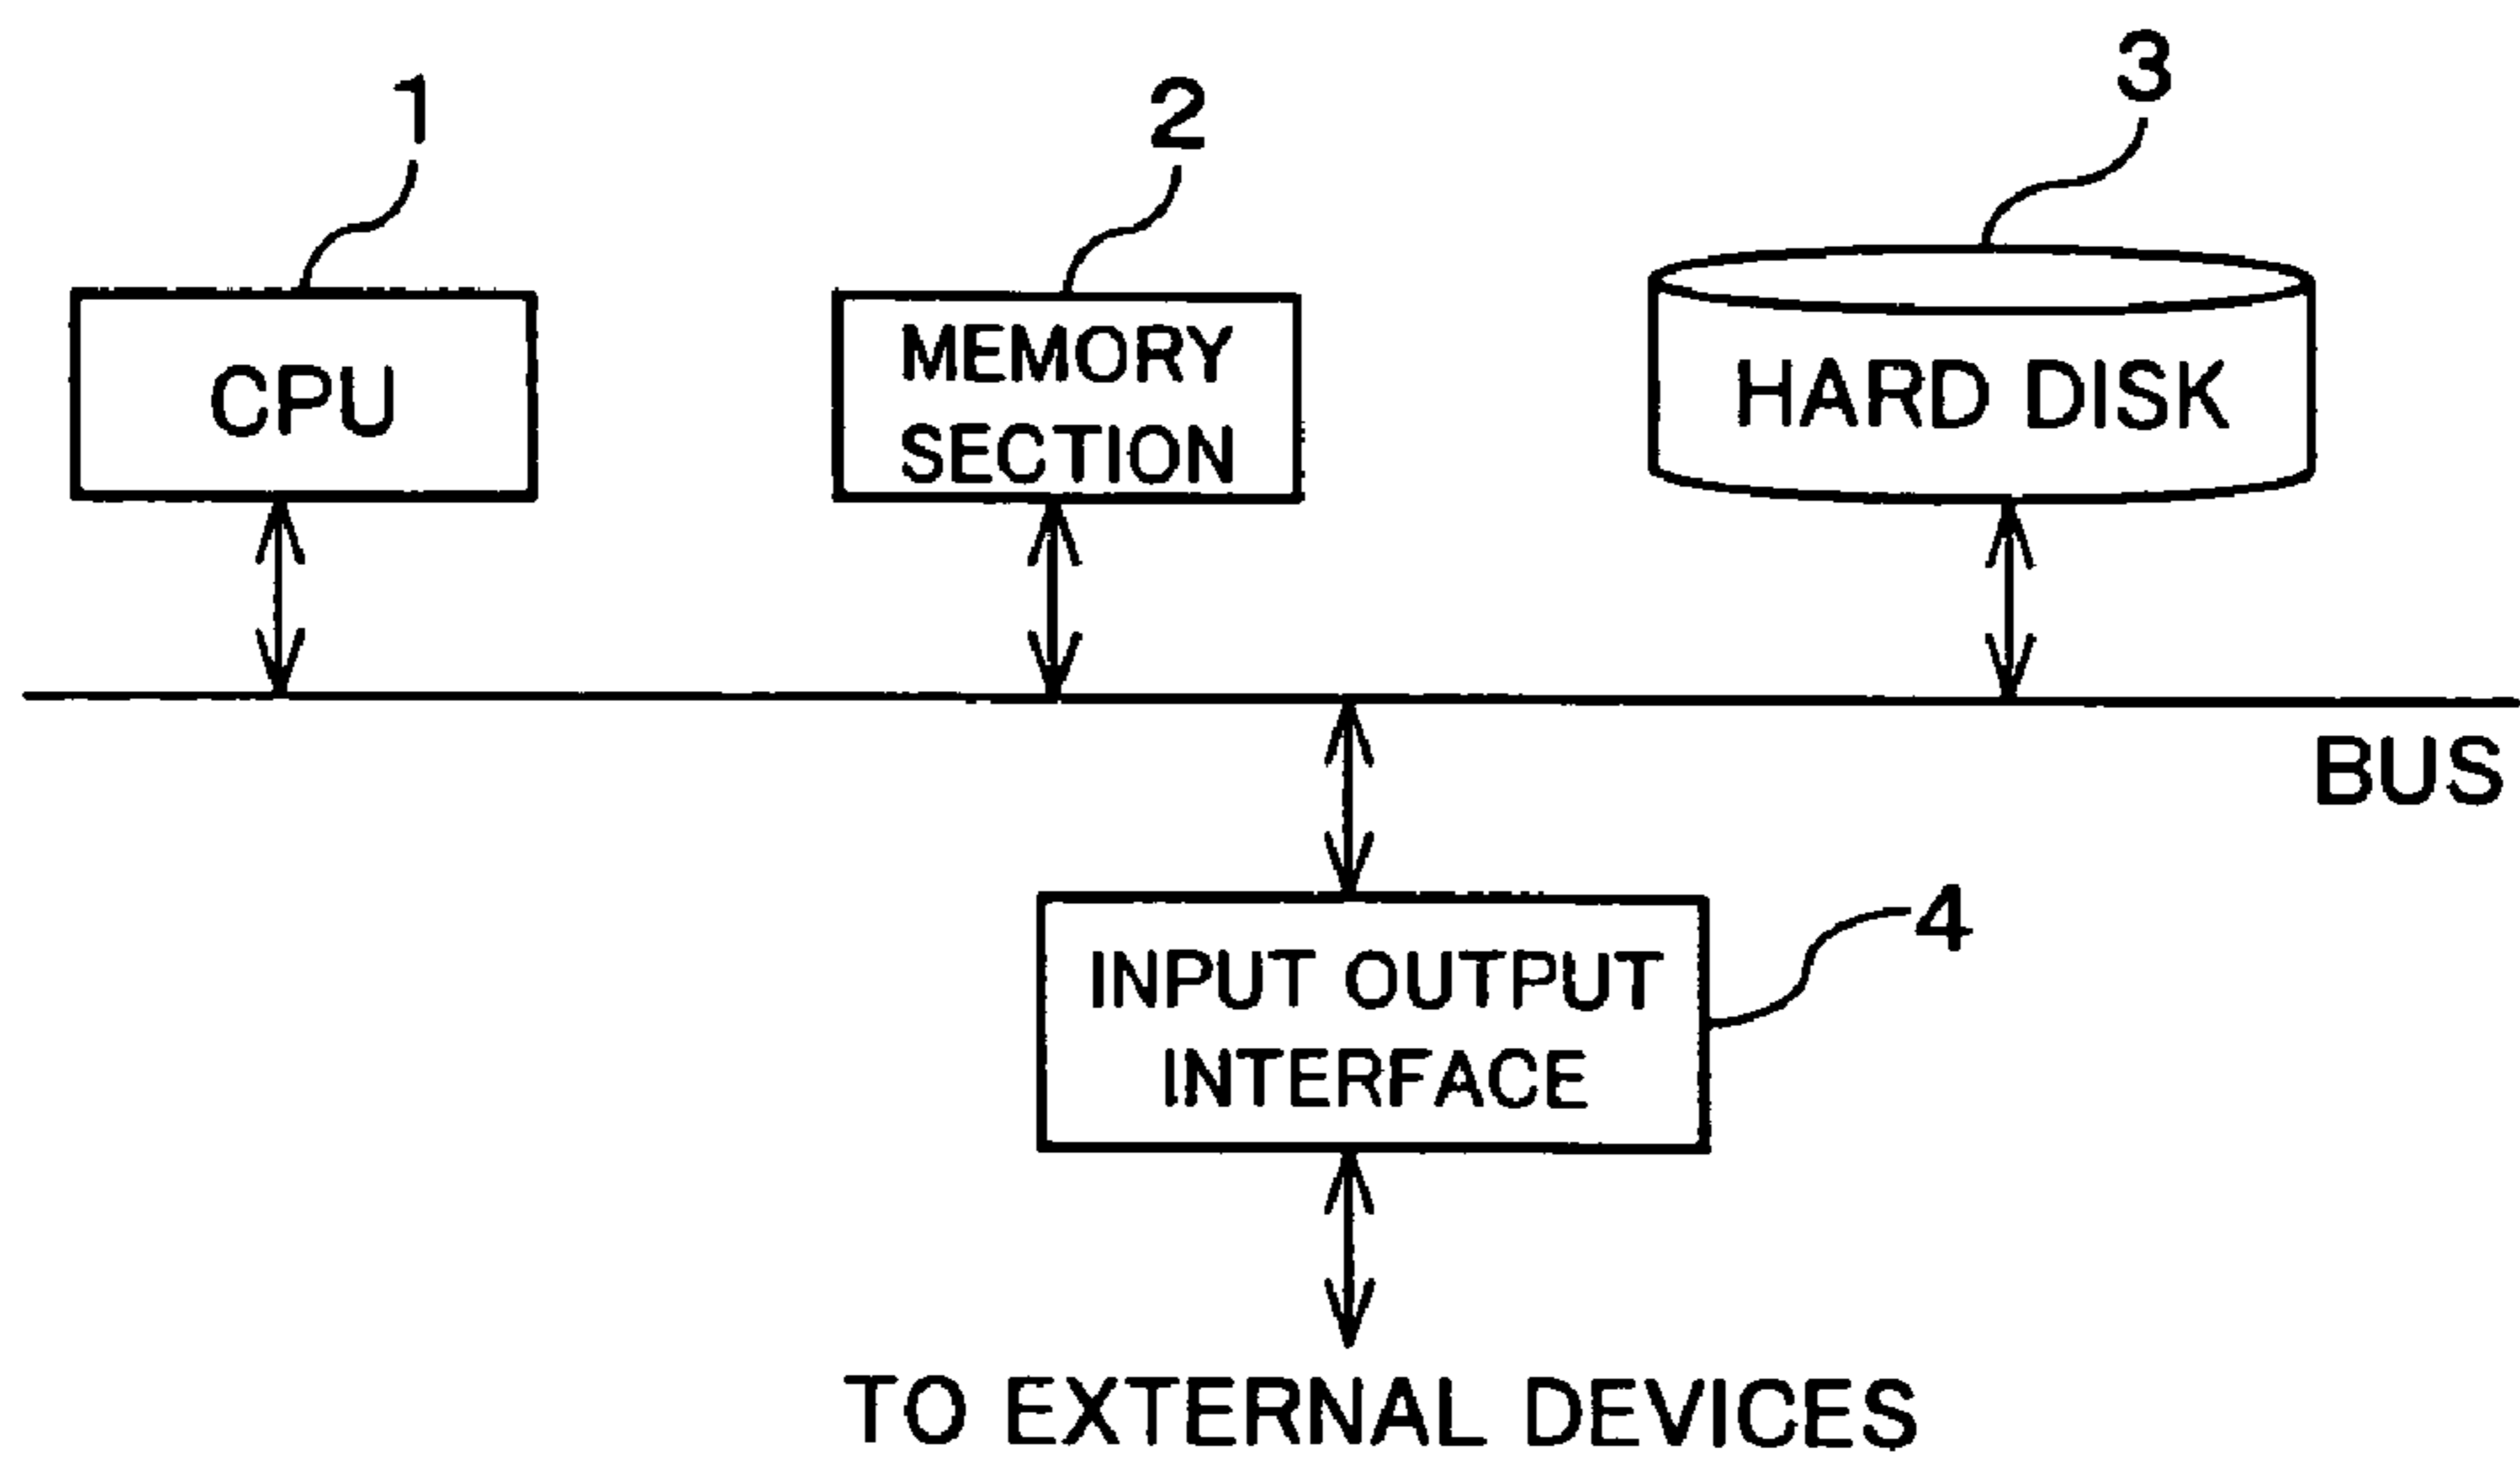 1
2
3
CPU
MEMORY
SECTION
HARD DISK
BUS
INPUT OUTPUT
INTERFACE
4
TO EXTERNAL DEVICES